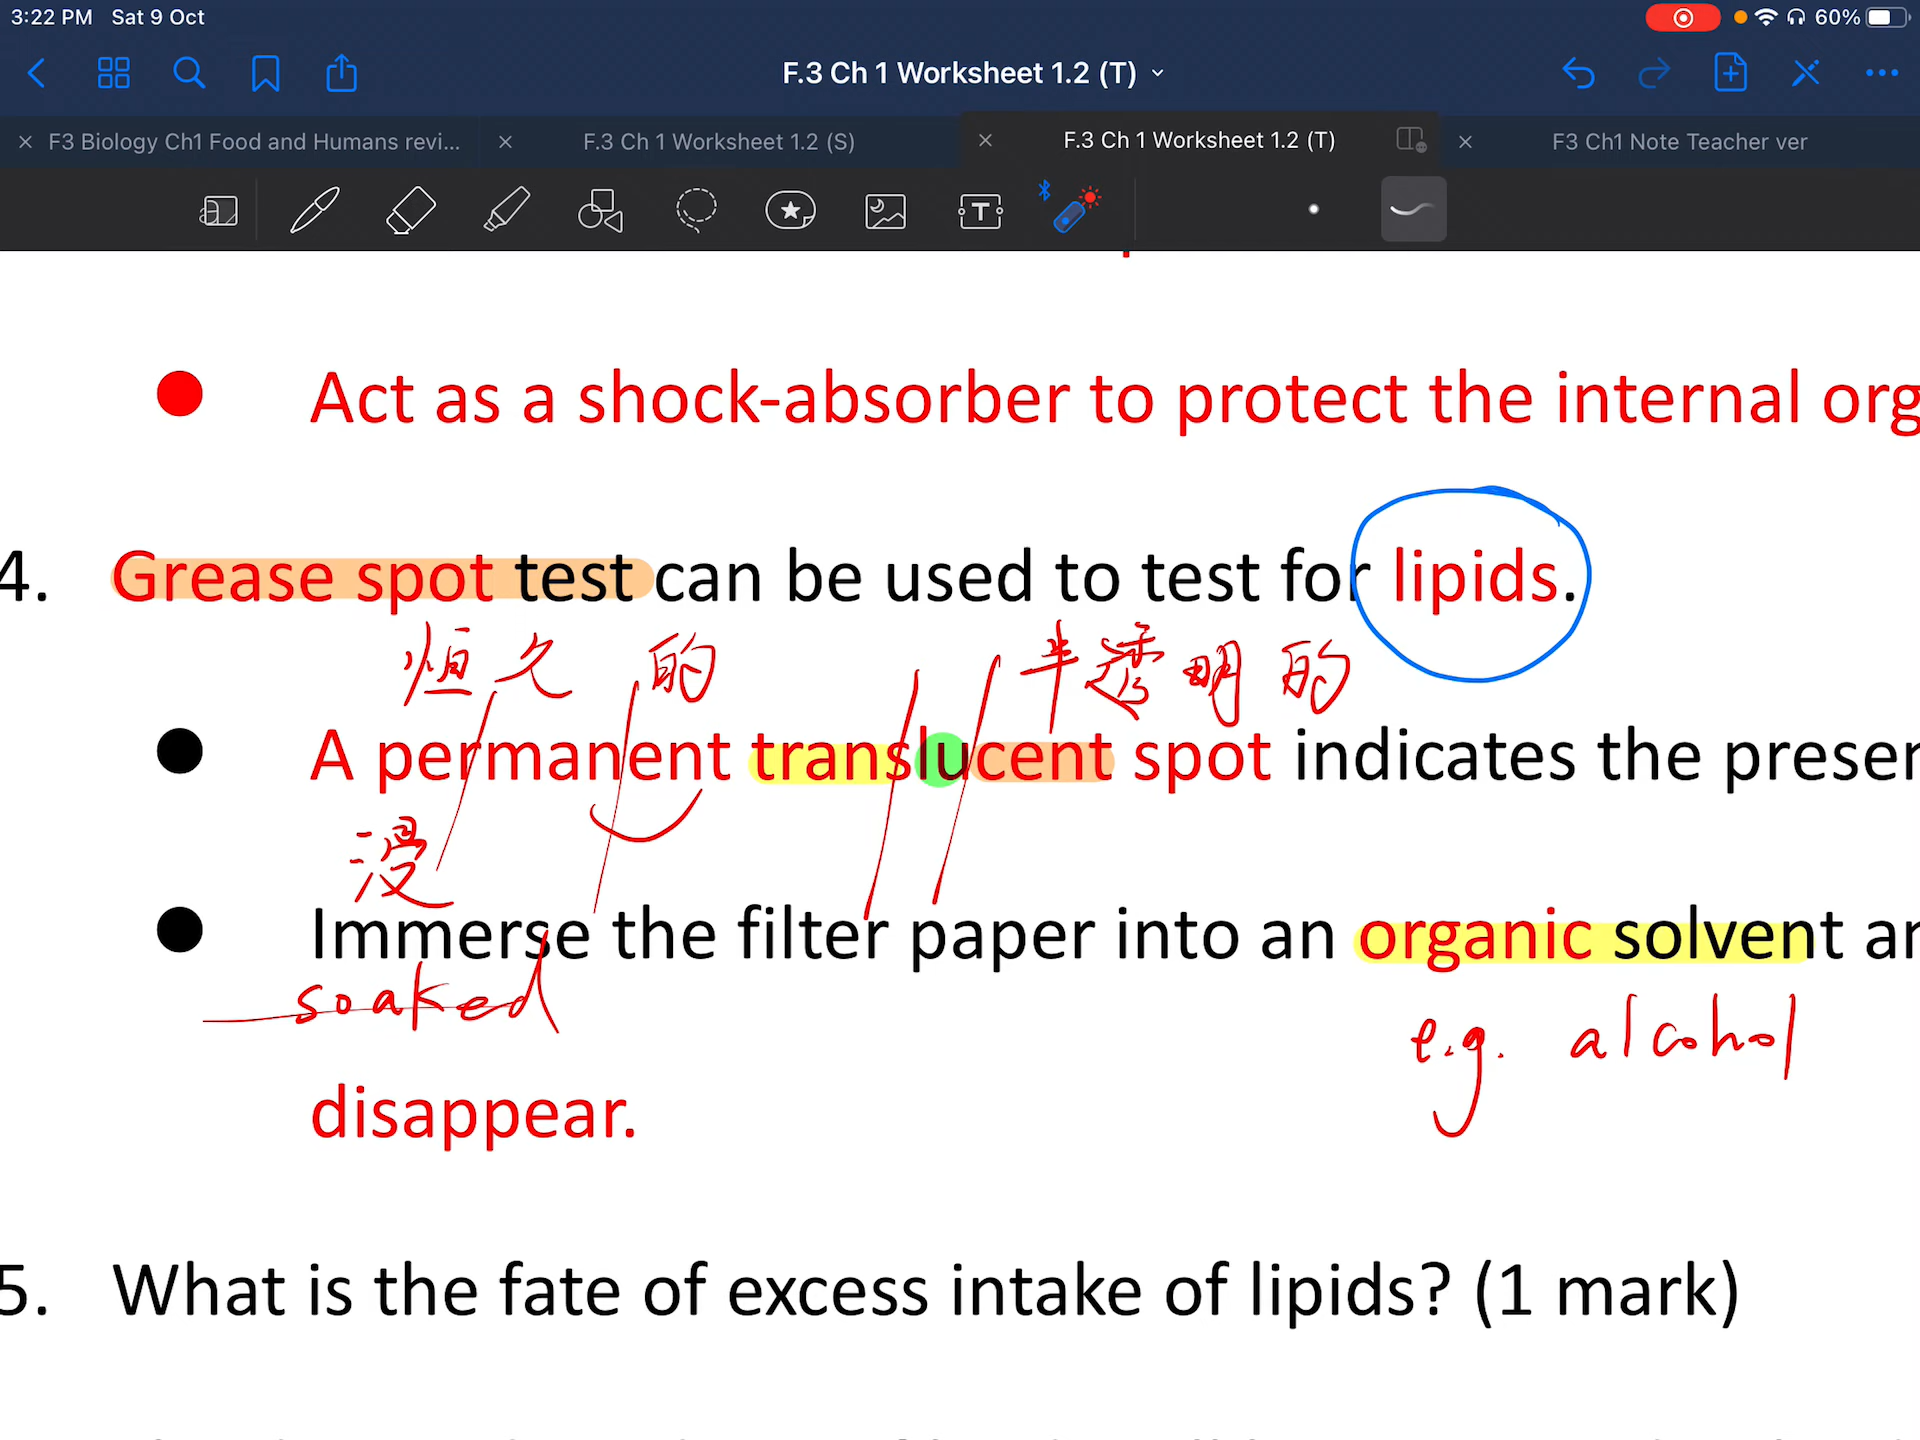 3:22 PM Sat 9 Oct 60%
F.3 Ch 1 Worksheet 1.2 (T)
F3 Biology Ch1 Food and Humans revi... F.3 Ch 1 Worksheet 1.2 (S) F.3 Ch 1 Worksheet 1.2 (T) F3 Ch1 Note Teacher ver
Act as a shock-absorber to protect the internal org
4. Grease spot test can be used to test for lipids.
恒久的 半透明的
A permanent translucent spot indicates the presen
浸
Immerse the filter paper into an organic solvent an
soaked
e.g. alcohol
disappear.
5. What is the fate of excess intake of lipids? (1 mark)